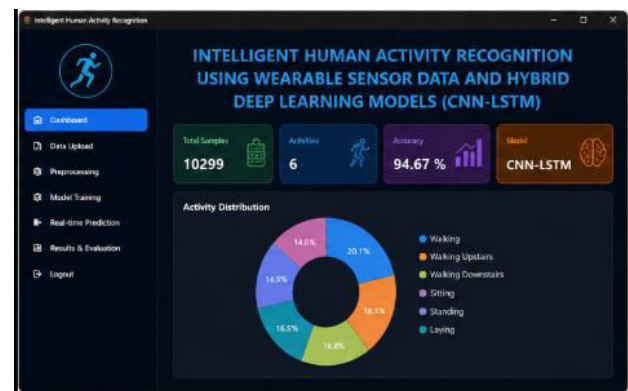 Intelligent Human Activity Recognition
INTELLIGENT HUMAN ACTIVITY RECOGNITION
USING WEARABLE SENSOR DATA AND HYBRID
DEEP LEARNING MODELS (CNN-LSTM)
Dashboard
Data Upload
Preprocessing
Model Training
Real-time Prediction
Results & Evaluation
Logout
Total Samples
10299
Activities
6
Accuracy
94.67 %
Model
CNN-LSTM
Activity Distribution
14.0%
20.1%
14.5%
18.1%
16.5%
16.8%
Walking
Walking Upstairs
Walking Downstairs
Sitting
Standing
Laying